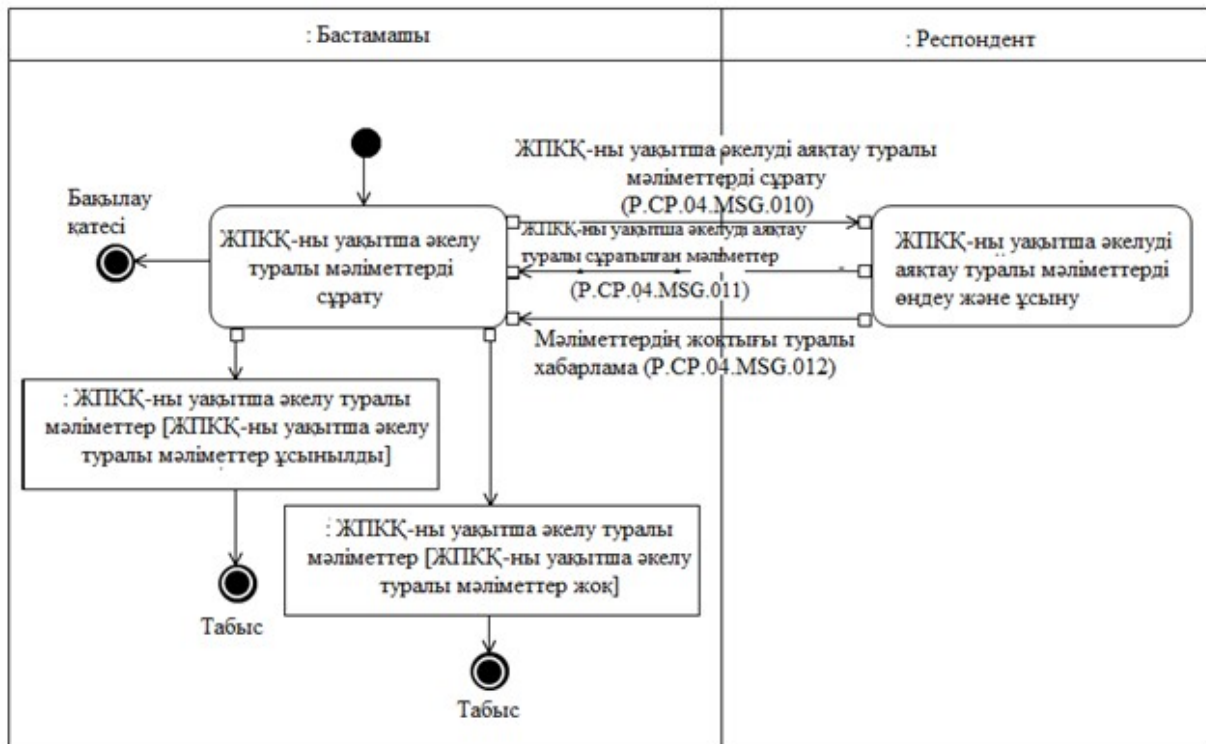 : Бастамашы
: Респондент
ЖПКҚ-ны уақытша әкелуді аяқтау туралы
мәліметтерді сұрату
(P.CP.04.MSG.010)
Бақылау
қатесі
ЖПКҚ-ны уақытша әкелу
туралы мәліметтерді
сұрату
ЖПКҚ-ны уақытша әкелуді аяқтау
туралы сұратылған мәліметтер
(P.CP.04.MSG.011)
ЖПКҚ-ны уақытша әкелуді
аяқтау туралы мәліметтерді
өңдеу және ұсыну
Мәліметтердің жоқтығы туралы
хабарлама (P.CP.04.MSG.012)
: ЖПКҚ-ны уақытша әкелу туралы
мәліметтер [ЖПКҚ-ны уақытша әкелу
туралы мәліметтер ұсынылды]
: ЖПКҚ-ны уақытша әкелу туралы
мәліметтер [ЖПКҚ-ны уақытша әкелу
туралы мәліметтер жоқ]
Табыс
Табыс